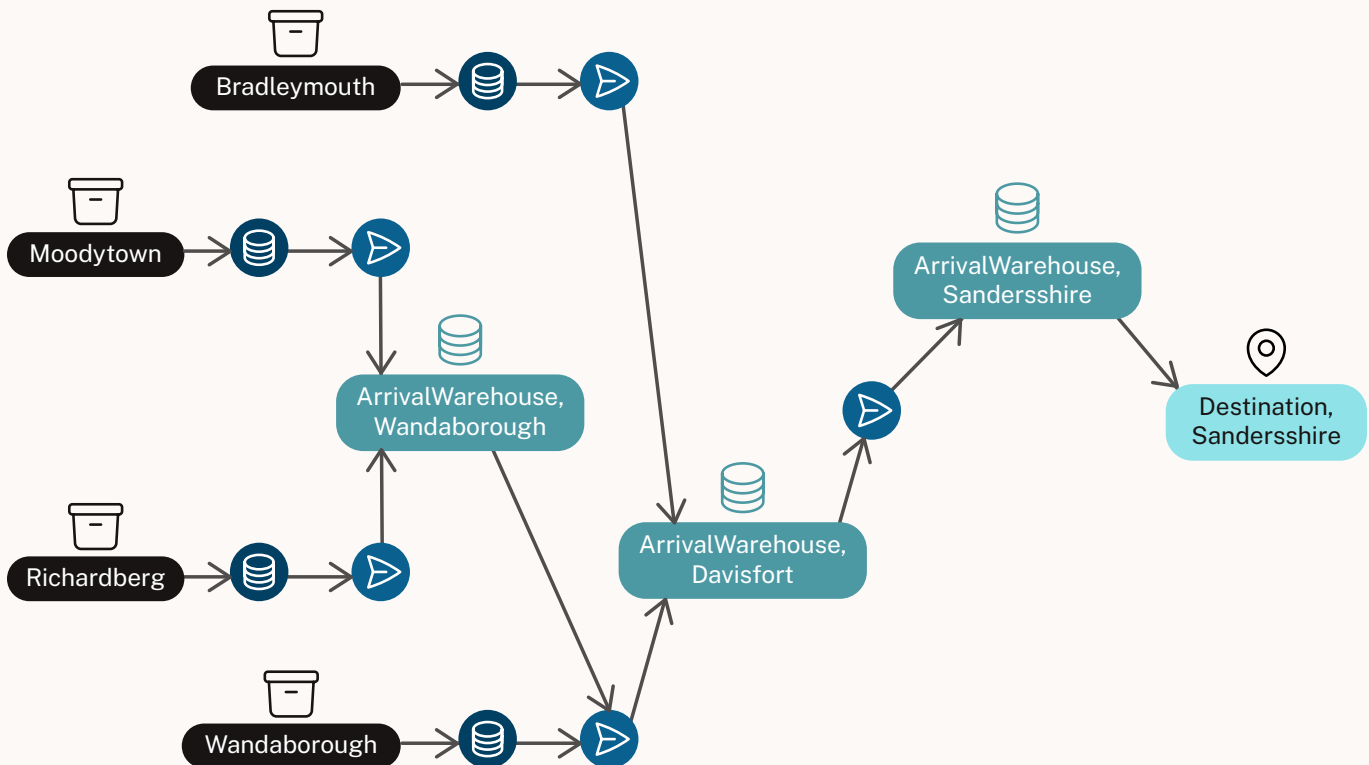 Bradleymouth
Moodytown
ArrivalWarehouse,
Sandersshire
ArrivalWarehouse,
Wandaborough
Destination,
Sandersshire
ArrivalWarehouse,
Davisfort
Richardberg
Wandaborough